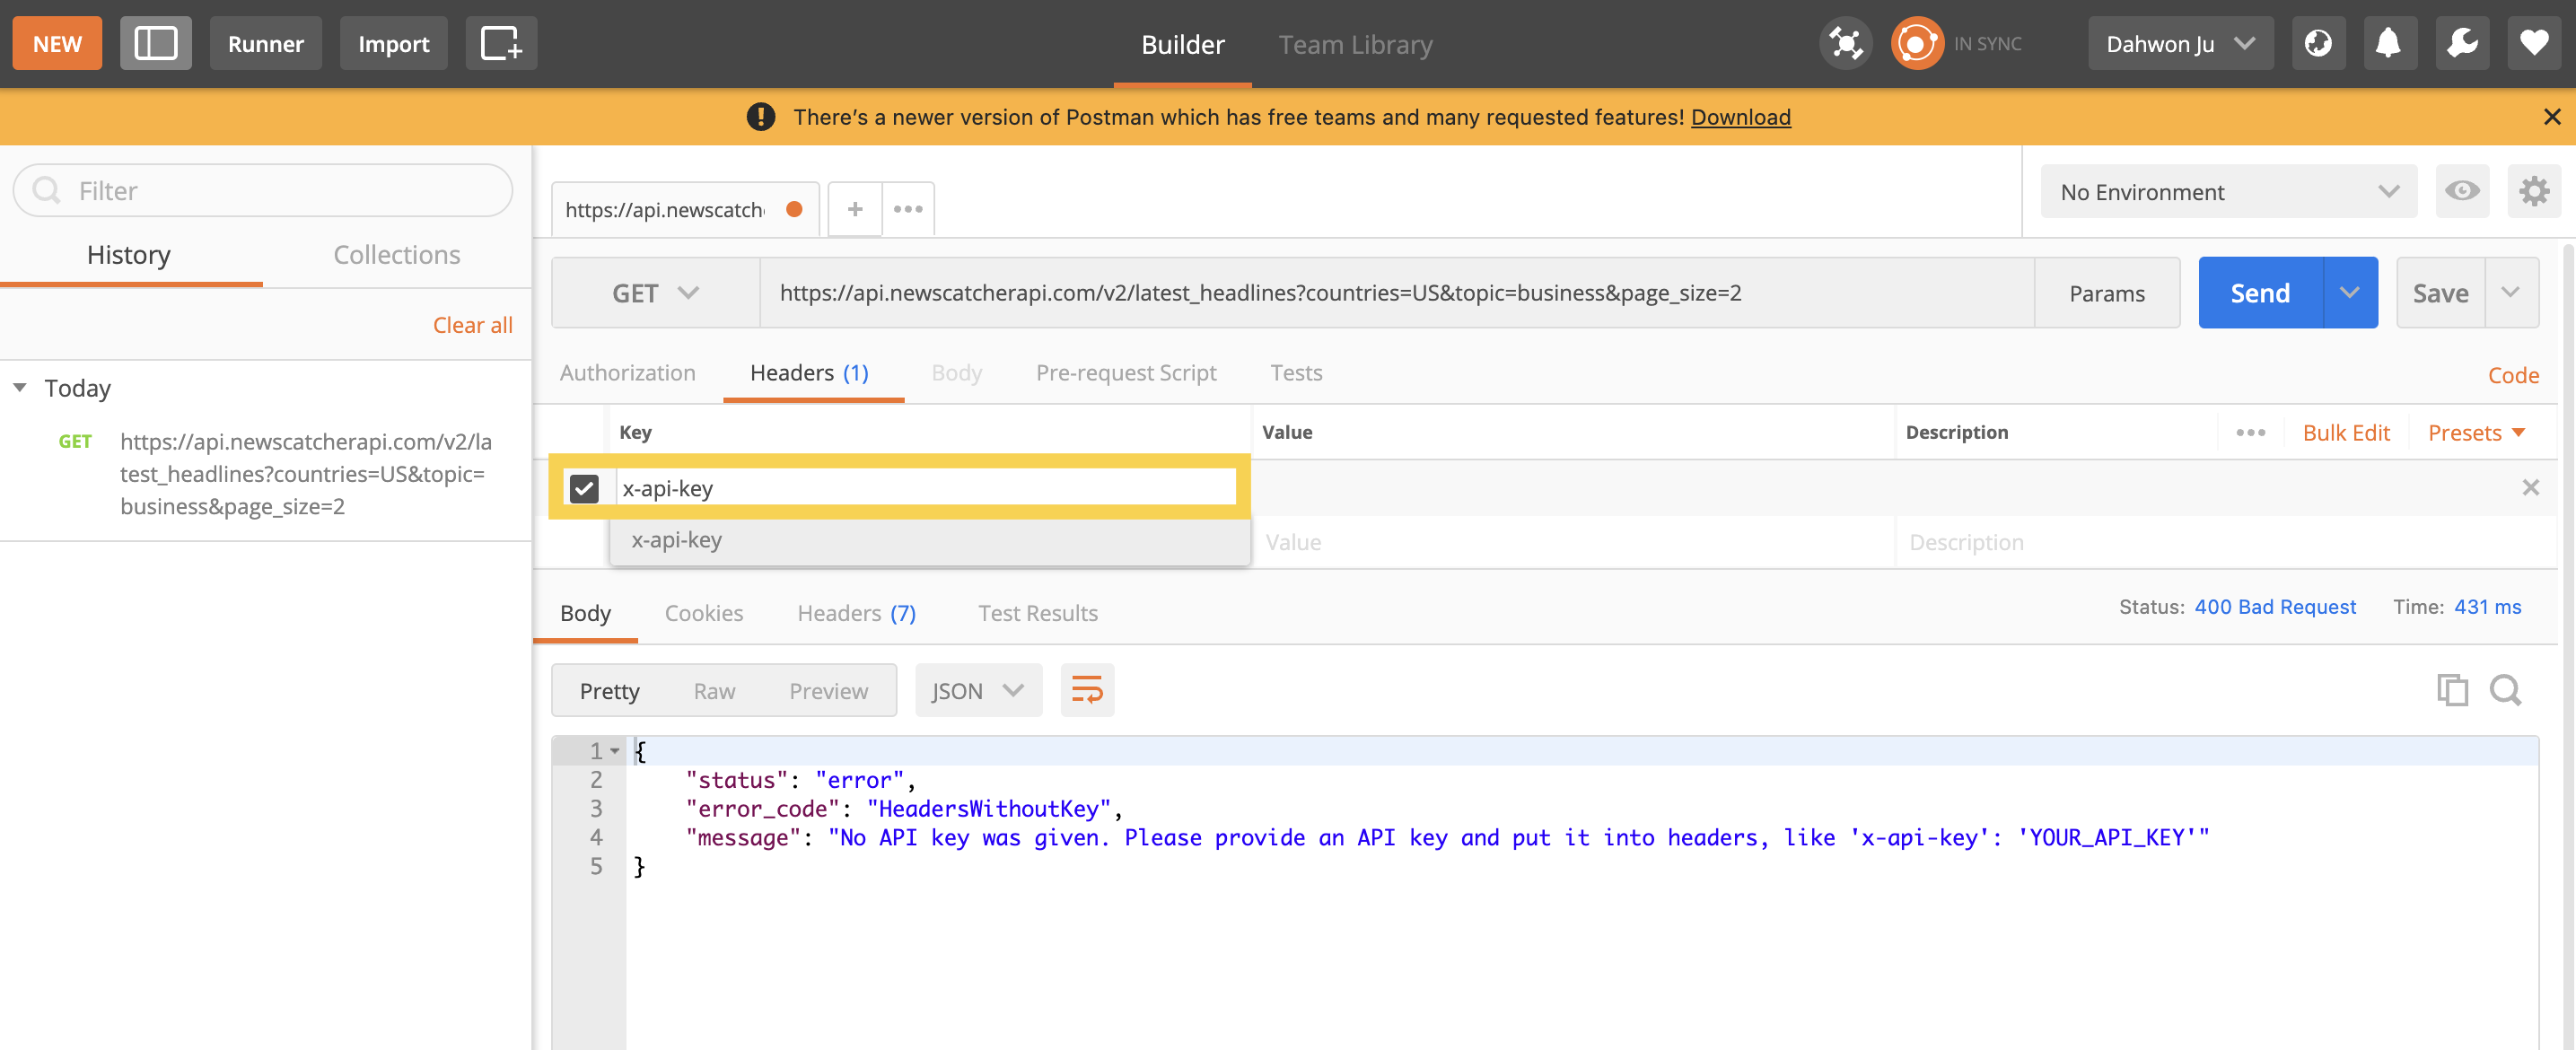 NEW
Runner
Import
Builder
Team Library
IN SYNC
Dahwon Ju
There's a newer version of Postman which has free teams and many requested features! Download
Filter
History
Collections
Clear all
Today
GET
https://api.newscatcherapi.com/v2/la
test_headlines?countries=US&topic=
business&page_size=2
https://api.newscatch
No Environment
GET
https://api.newscatcherapi.com/v2/latest_headlines?countries=US&topic=business&page_size=2
Params
Send
Save
Authorization
Headers (1)
Body
Pre-request Script
Tests
Code
Key
Value
Description
Bulk Edit
Presets
x-api-key
x-api-key
Value
Description
Body
Cookies
Headers (7)
Test Results
Status: 400 Bad Request
Time: 431 ms
Pretty
Raw
Preview
JSON
1 {
2 "status": "error",
3 "error_code": "HeadersWithoutKey",
4 "message": "No API key was given. Please provide an API key and put it into headers, like 'x-api-key': 'YOUR_API_KEY'"
5 }